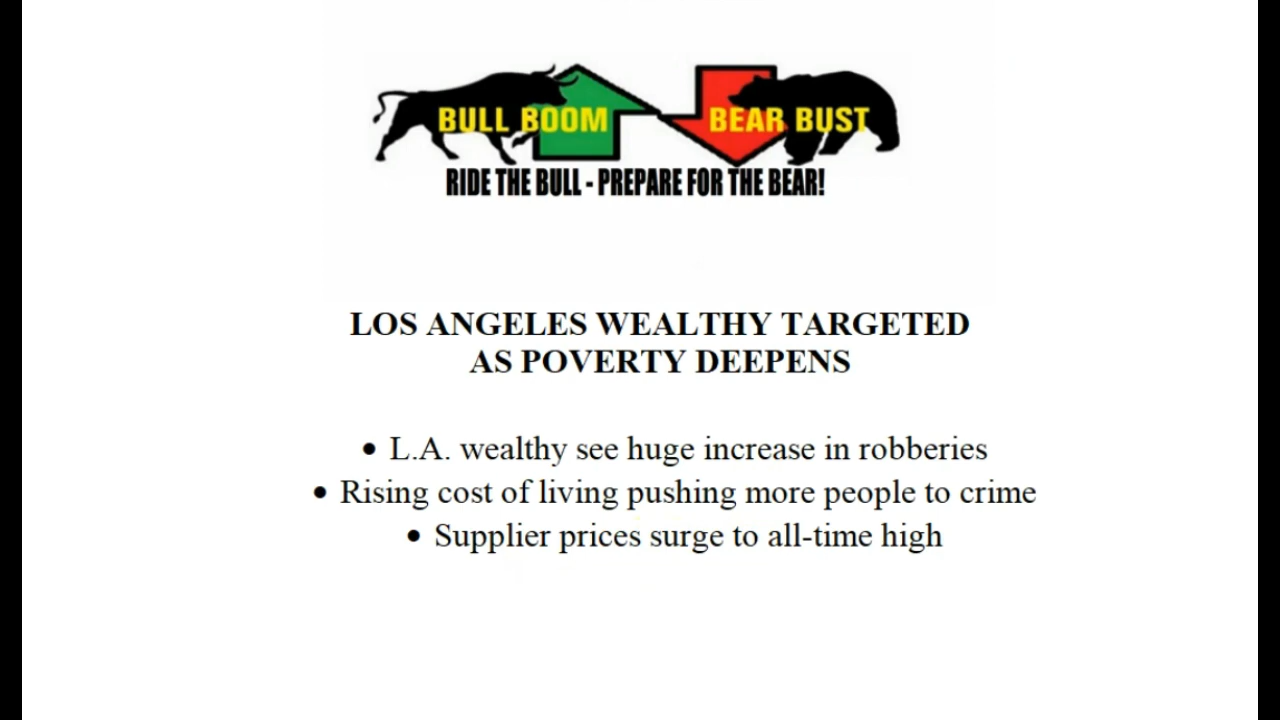 BULL BOOM BEAR BUST
RIDE THE BULL - PREPARE FOR THE BEAR!
LOS ANGELES WEALTHY TARGETED
AS POVERTY DEEPENS
• L.A. wealthy see huge increase in robberies
• Rising cost of living pushing more people to crime
• Supplier prices surge to all-time high